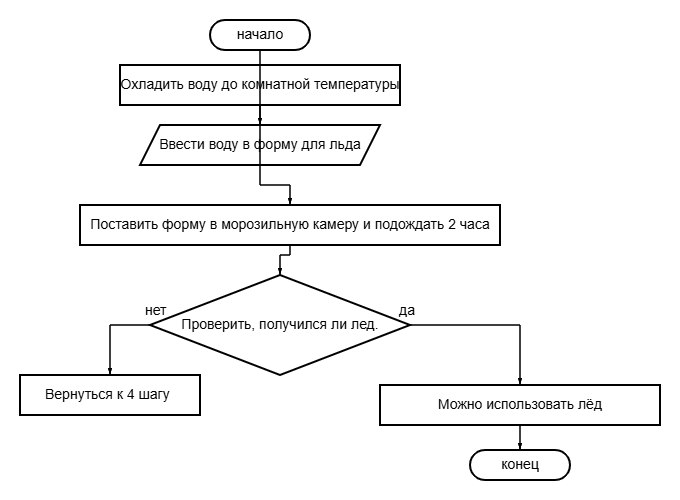 начало
Охладить воду до комнатной температуры
Ввести воду в форму для льда
Поставить форму в морозильную камеру и подождать 2 часа
нет
да
Проверить, получился ли лед.
Вернуться к 4 шагу
Можно использовать лёд
конец